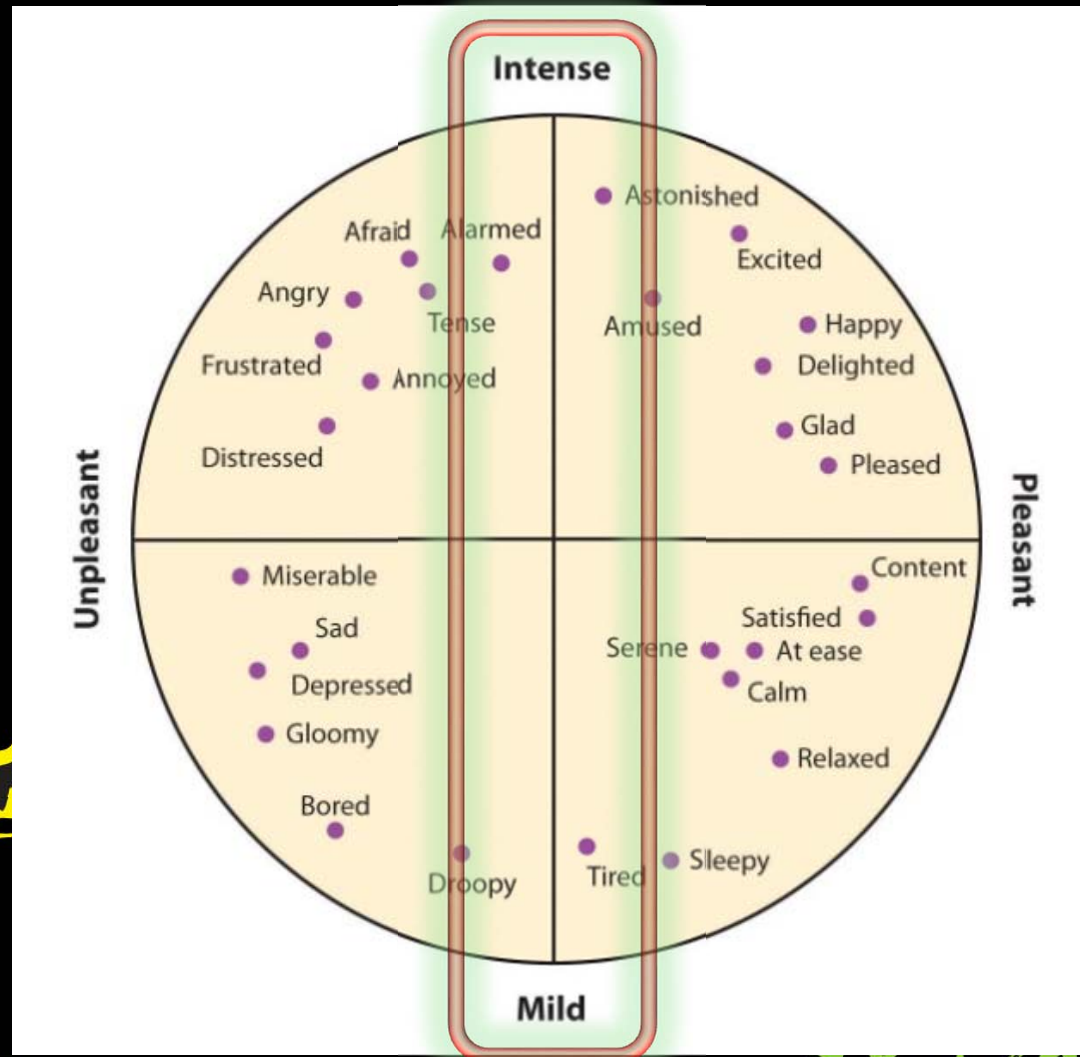 Intense
Astonished
Afraid
Alarmed
Excited
Angry
Tense
Amused
Happy
Frustrated
Delighted
Annoyed
Glad
Distressed
Pleased
Unpleasant
Pleasant
Content
Miserable
Satisfied
Sad
Serene
At ease
Depressed
Calm
Gloomy
Relaxed
Bored
Sleepy
Tired
Droopy
Mild